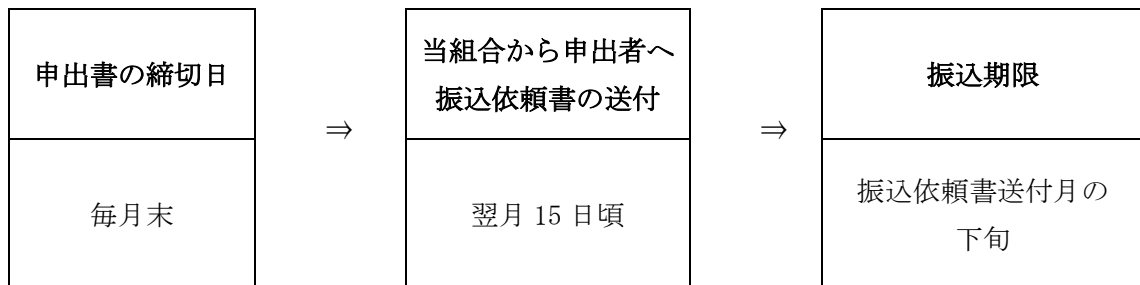 申出書の締切日
毎月末
⇒
当組合から申出者へ
振込依頼書の送付
翌月 15 日頃
⇒
振込期限
振込依頼書送付月の
下旬